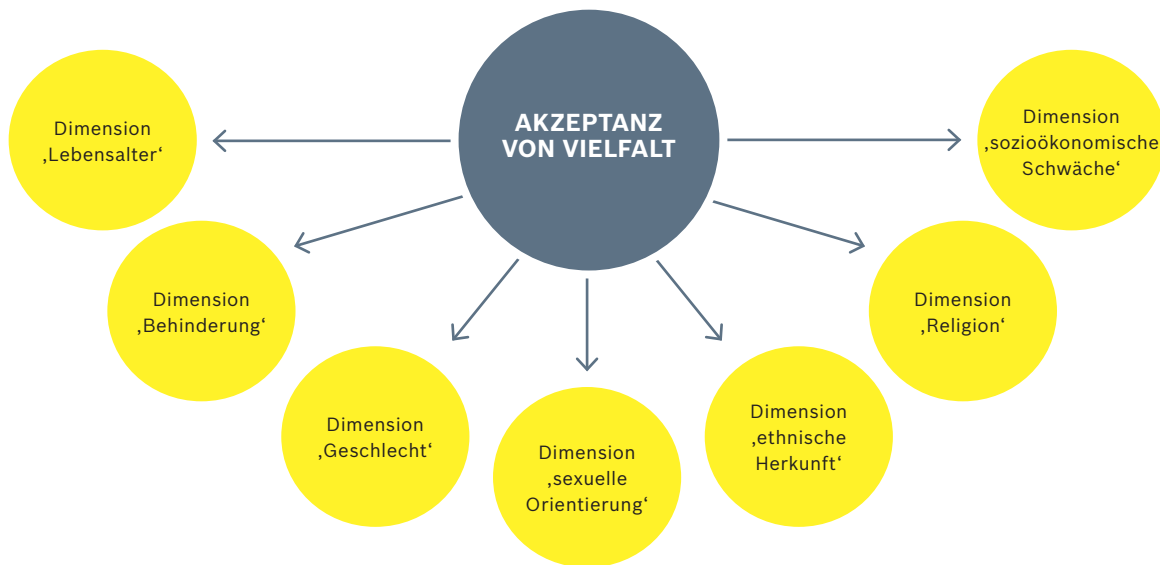 AKZEPTANZ
VON VIELFALT
Dimension
‚Lebensalter‘
Dimension
‚Behinderung‘
Dimension
‚Geschlecht‘
Dimension
‚sexuelle
Orientierung‘
Dimension
‚ethnische
Herkunft‘
Dimension
‚Religion‘
Dimension
‚sozioökonomische
Schwäche‘